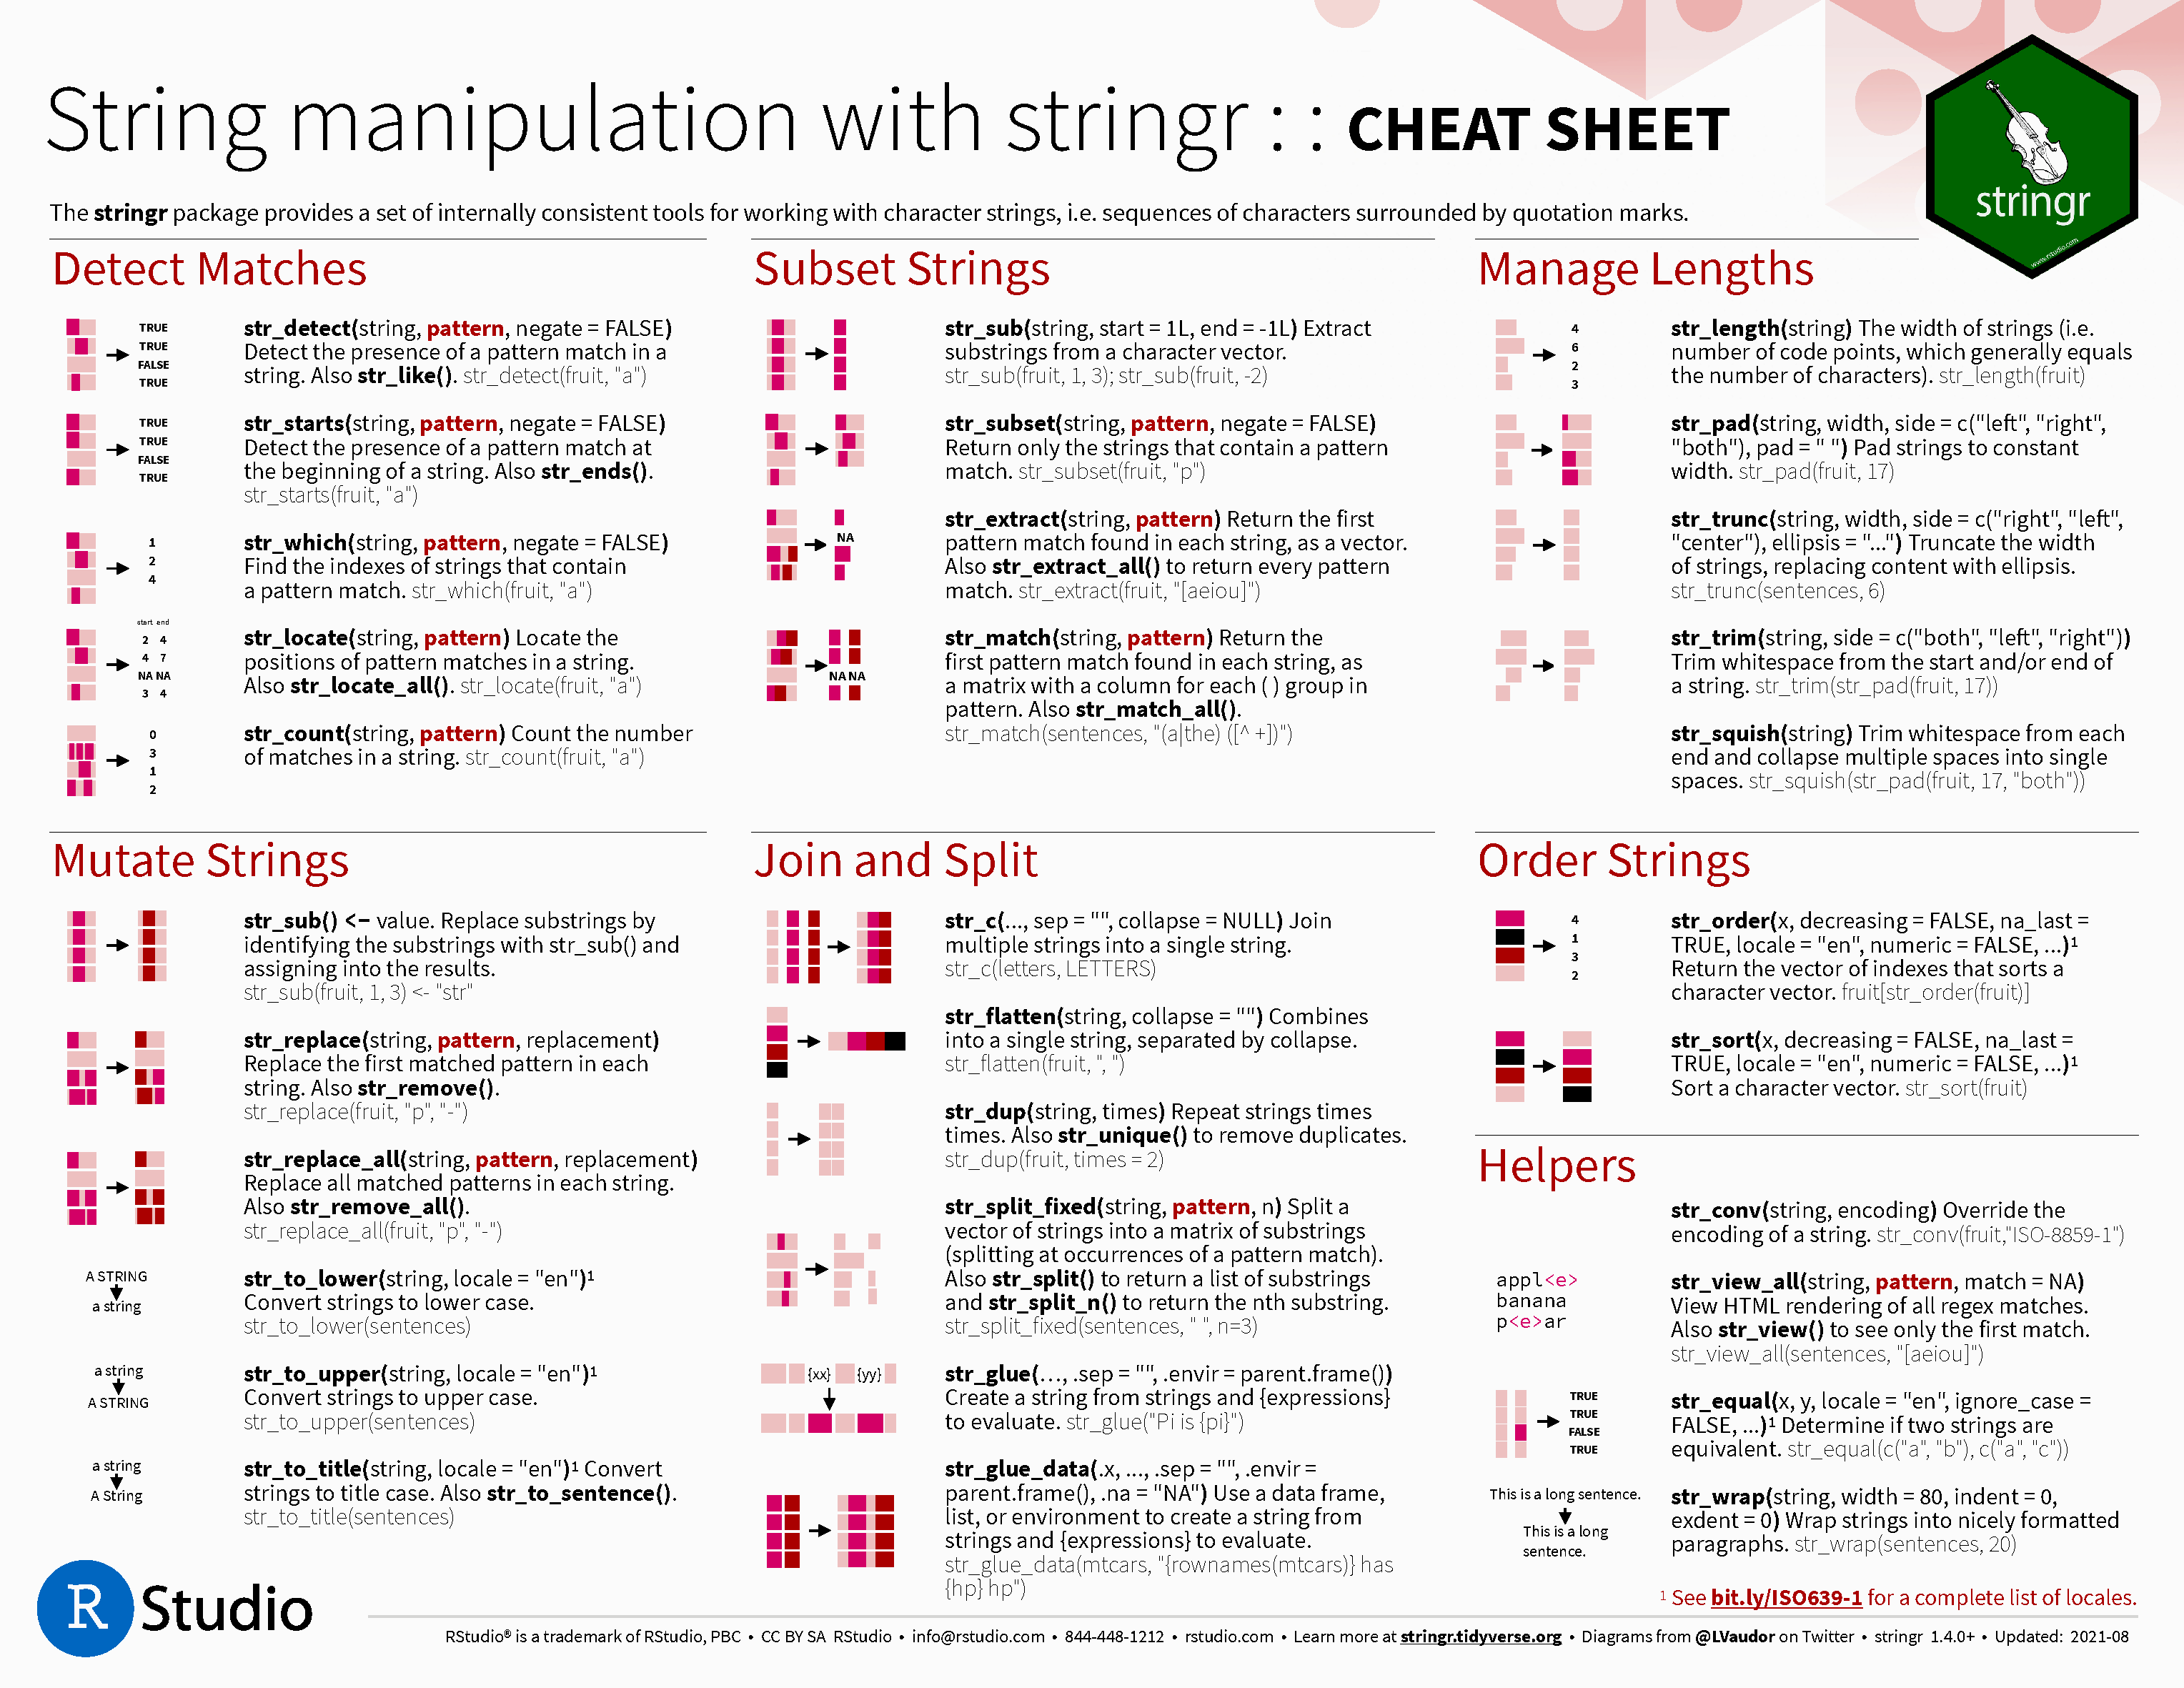 String manipulation with stringr : : CHEAT SHEET
stringr
www.rstudio.com
The stringr package provides a set of internally consistent tools for working with character strings, i.e. sequences of characters surrounded by quotation marks.
Detect Matches
TRUE
TRUE
FALSE
TRUE
str_detect(string, pattern, negate = FALSE)
Detect the presence of a pattern match in a
string. Also str_like(). str_detect(fruit, "a")
TRUE
TRUE
FALSE
TRUE
str_starts(string, pattern, negate = FALSE)
Detect the presence of a pattern match at
the beginning of a string. Also str_ends().
str_starts(fruit, "a")
1
2
4
str_which(string, pattern, negate = FALSE)
Find the indexes of strings that contain
a pattern match. str_which(fruit, "a")
start end
2 4
4 7
NA NA
3 4
str_locate(string, pattern) Locate the
positions of pattern matches in a string.
Also str_locate_all(). str_locate(fruit, "a")
0
3
1
2
str_count(string, pattern) Count the number
of matches in a string. str_count(fruit, "a")
Subset Strings
str_sub(string, start = 1L, end = -1L) Extract
substrings from a character vector.
str_sub(fruit, 1, 3); str_sub(fruit, -2)
str_subset(string, pattern, negate = FALSE)
Return only the strings that contain a pattern
match. str_subset(fruit, "p")
NA
str_extract(string, pattern) Return the first
pattern match found in each string, as a vector.
Also str_extract_all() to return every pattern
match. str_extract(fruit, "[aeiou]")
NA NA
str_match(string, pattern) Return the
first pattern match found in each string, as
a matrix with a column for each ( ) group in
pattern. Also str_match_all().
str_match(sentences, "(a|the) ([^ +])")
Manage Lengths
4
6
2
3
str_length(string) The width of strings (i.e.
number of code points, which generally equals
the number of characters). str_length(fruit)
str_pad(string, width, side = c("left", "right",
"both"), pad = " ") Pad strings to constant
width. str_pad(fruit, 17)
str_trunc(string, width, side = c("right", "left",
"center"), ellipsis = "...") Truncate the width
of strings, replacing content with ellipsis.
str_trunc(sentences, 6)
str_trim(string, side = c("both", "left", "right"))
Trim whitespace from the start and/or end of
a string. str_trim(str_pad(fruit, 17))
str_squish(string) Trim whitespace from each
end and collapse multiple spaces into single
spaces. str_squish(str_pad(fruit, 17, "both"))
Mutate Strings
str_sub() <- value. Replace substrings by
identifying the substrings with str_sub() and
assigning into the results.
str_sub(fruit, 1, 3) <- "str"
str_replace(string, pattern, replacement)
Replace the first matched pattern in each
string. Also str_remove().
str_replace(fruit, "p", "-")
str_replace_all(string, pattern, replacement)
Replace all matched patterns in each string.
Also str_remove_all().
str_replace_all(fruit, "p", "-")
A STRING
a string
str_to_lower(string, locale = "en")¹
Convert strings to lower case.
str_to_lower(sentences)
a string
A STRING
str_to_upper(string, locale = "en")¹
Convert strings to upper case.
str_to_upper(sentences)
a string
A String
str_to_title(string, locale = "en")¹ Convert
strings to title case. Also str_to_sentence().
str_to_title(sentences)
Join and Split
str_c(..., sep = "", collapse = NULL) Join
multiple strings into a single string.
str_c(letters, LETTERS)
str_flatten(string, collapse = "") Combines
into a single string, separated by collapse.
str_flatten(fruit, ", ")
str_dup(string, times) Repeat strings times
times. Also str_unique() to remove duplicates.
str_dup(fruit, times = 2)
str_split_fixed(string, pattern, n) Split a
vector of strings into a matrix of substrings
(splitting at occurrences of a pattern match).
Also str_split() to return a list of substrings
and str_split_n() to return the nth substring.
str_split_fixed(sentences, " ", n=3)
{xx} {yy}
str_glue(…, .sep = "", .envir = parent.frame())
Create a string from strings and {expressions}
to evaluate. str_glue("Pi is {pi}")
str_glue_data(.x, ..., .sep = "", .envir =
parent.frame(), .na = "NA") Use a data frame,
list, or environment to create a string from
strings and {expressions} to evaluate.
str_glue_data(mtcars, "{rownames(mtcars)} has
{hp} hp")
Order Strings
4
1
3
2
str_order(x, decreasing = FALSE, na_last =
TRUE, locale = "en", numeric = FALSE, ...)¹
Return the vector of indexes that sorts a
character vector. fruit[str_order(fruit)]
str_sort(x, decreasing = FALSE, na_last =
TRUE, locale = "en", numeric = FALSE, ...)¹
Sort a character vector. str_sort(fruit)
Helpers
str_conv(string, encoding) Override the
encoding of a string. str_conv(fruit,"ISO-8859-1")
appl<e>
banana
p<e>ar
str_view_all(string, pattern, match = NA)
View HTML rendering of all regex matches.
Also str_view() to see only the first match.
str_view_all(sentences, "[aeiou]")
TRUE
TRUE
FALSE
TRUE
str_equal(x, y, locale = "en", ignore_case =
FALSE, ...)¹ Determine if two strings are
equivalent. str_equal(c("a", "b"), c("a", "c"))
This is a long sentence.
This is a long
sentence.
str_wrap(string, width = 80, indent = 0,
exdent = 0) Wrap strings into nicely formatted
paragraphs. str_wrap(sentences, 20)
¹ See bit.ly/ISO639-1 for a complete list of locales.
R Studio
RStudio® is a trademark of RStudio, PBC • CC BY SA RStudio • info@rstudio.com • 844-448-1212 • rstudio.com • Learn more at stringr.tidyverse.org • Diagrams from @LVaudor on Twitter • stringr 1.4.0+ • Updated: 2021-08